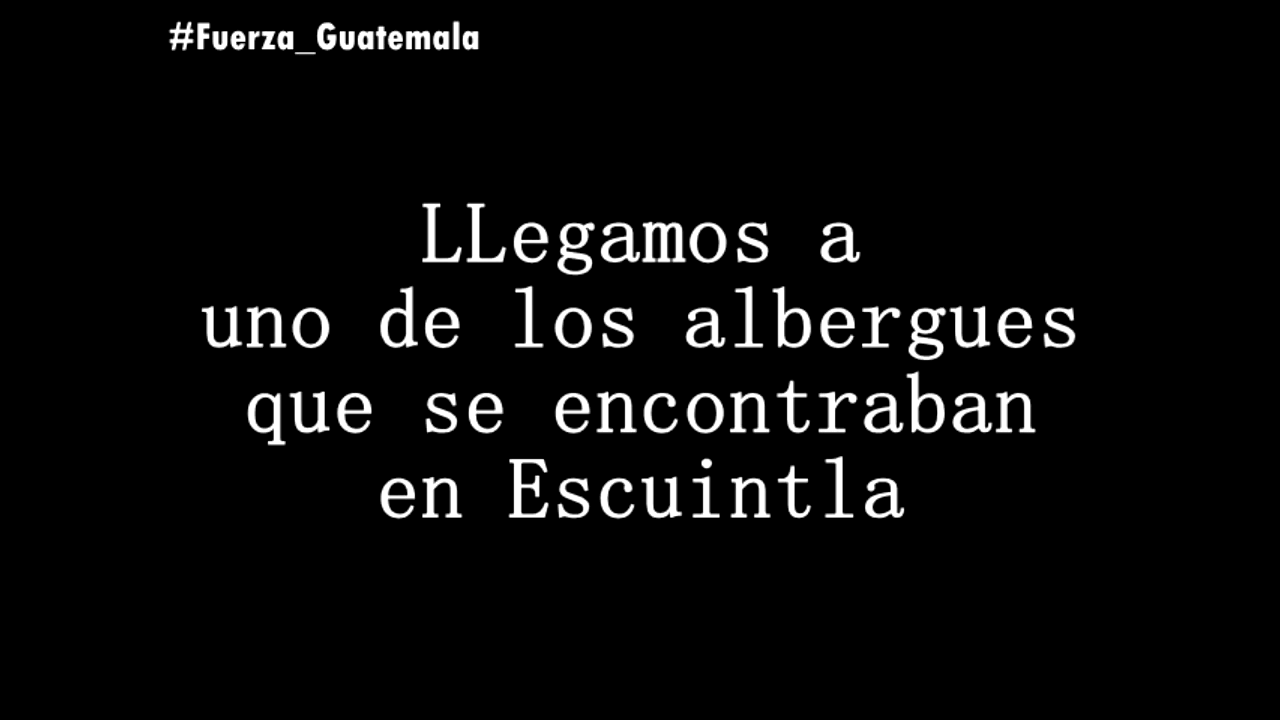 #Fuerza_Guatemala
LLegamos a
uno de los albergues
que se encontraban
en Escuintla